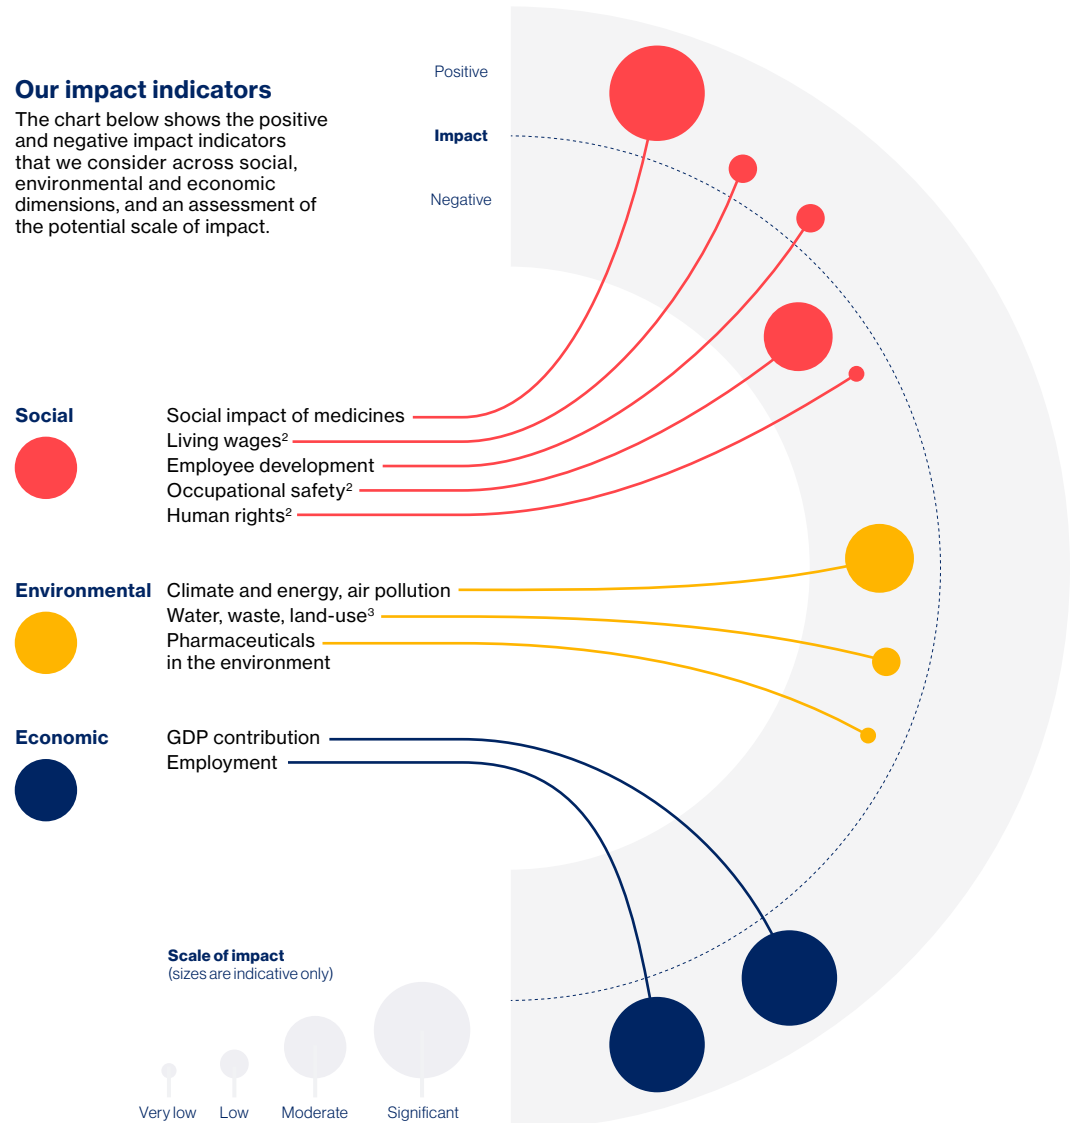 Our impact indicators
The chart below shows the positive
and negative impact indicators
that we consider across social,
environmental and economic
dimensions, and an assessment of
the potential scale of impact.
Positive
Impact
Negative
Social
Social impact of medicines
Living wages²
Employee development
Occupational safety²
Human rights²
Environmental
Climate and energy, air pollution
Water, waste, land-use³
Pharmaceuticals
in the environment
Economic
GDP contribution
Employment
Scale of impact
(sizes are indicative only)
Very low Low Moderate Significant